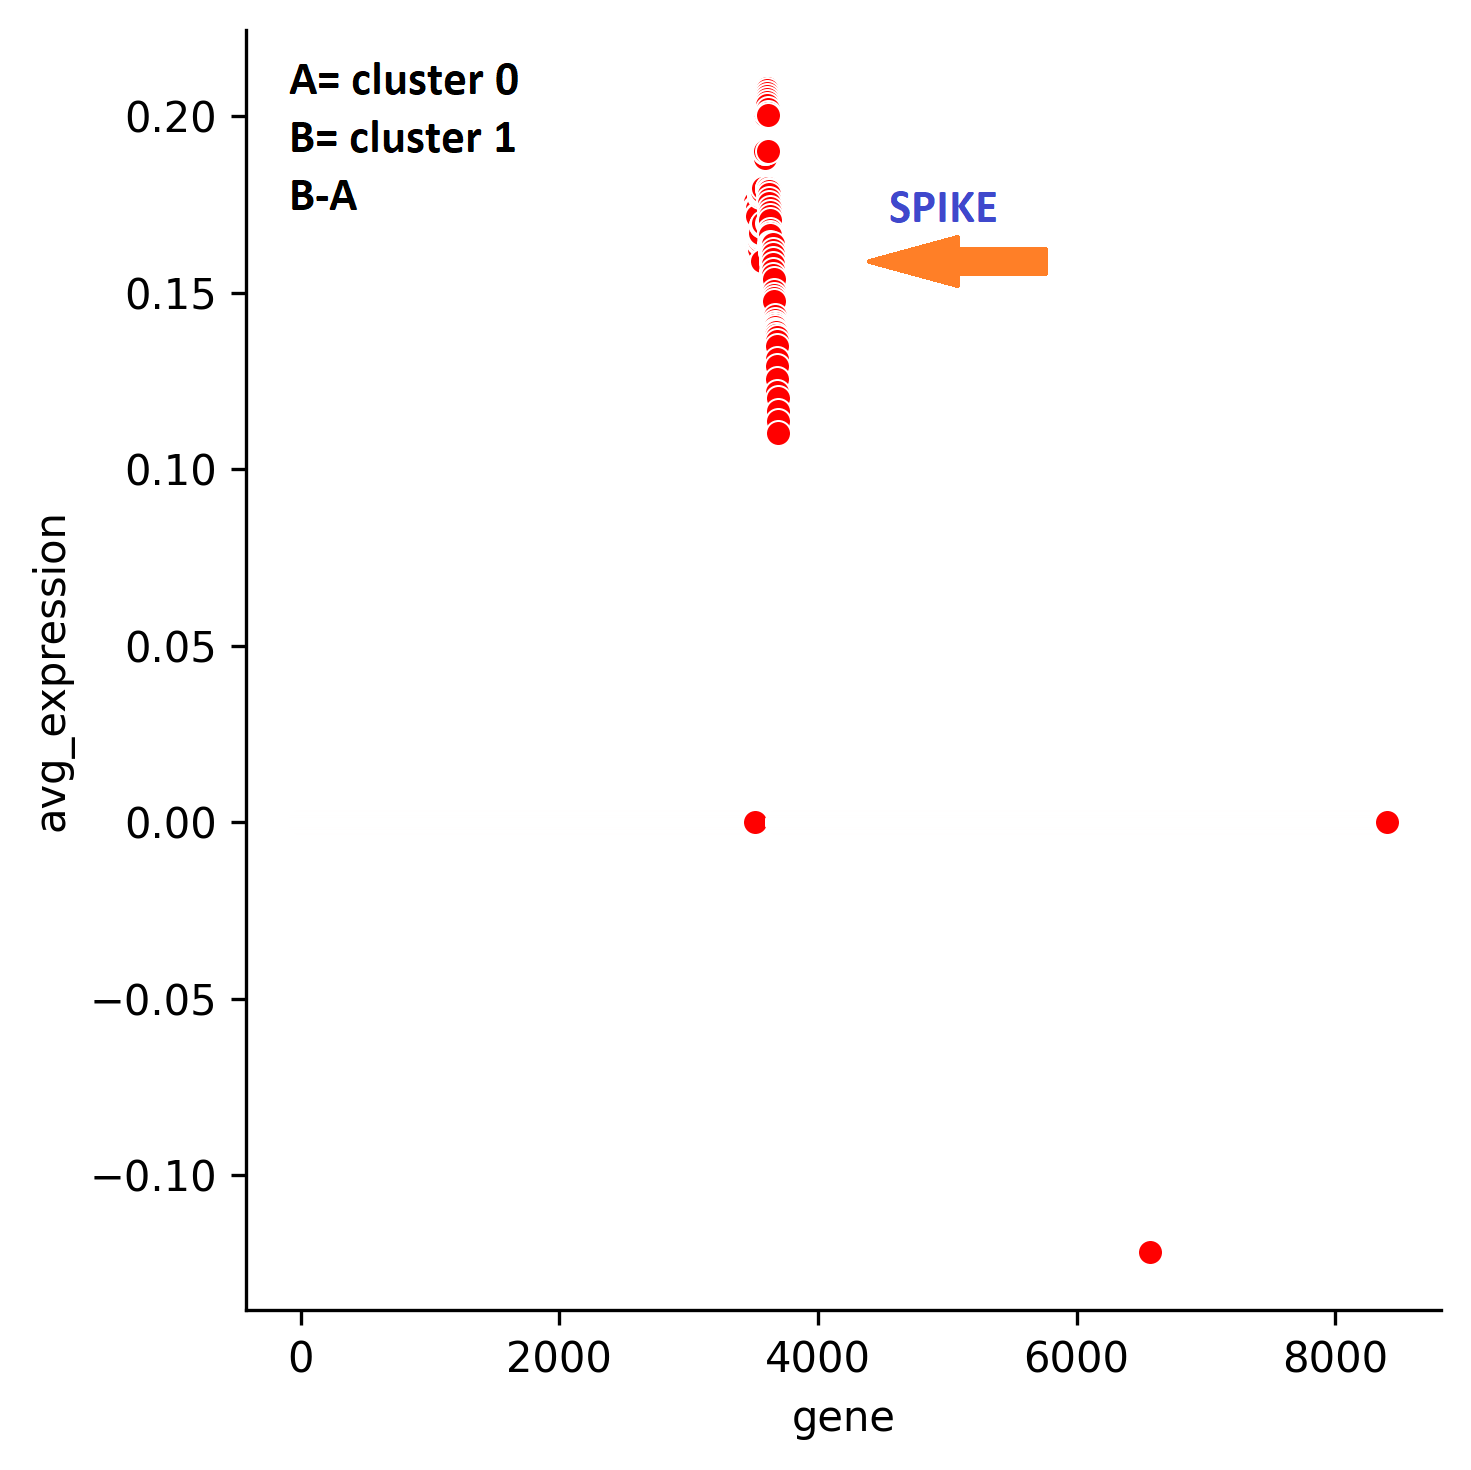 A= cluster 0
B= cluster 1
B-A
SPIKE
avg_expression
0.20
0.15
0.10
0.05
0.00
−0.05
−0.10
0 2000 4000 6000 8000
gene